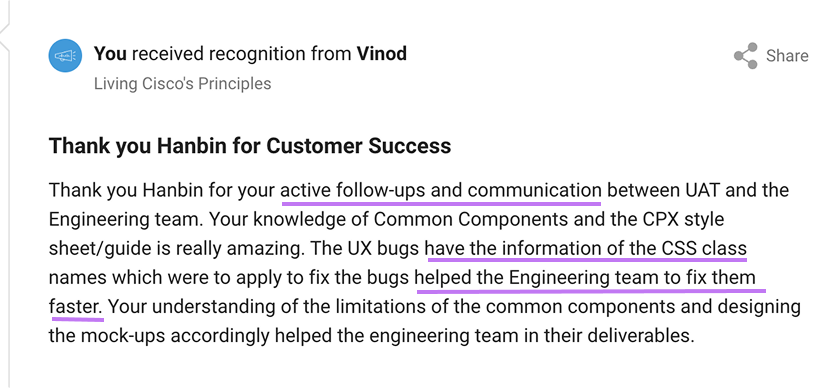 You received recognition from Vinod
Share
Living Cisco's Principles
Thank you Hanbin for Customer Success
Thank you Hanbin for your active follow-ups and communication between UAT and the
Engineering team. Your knowledge of Common Components and the CPX style
sheet/guide is really amazing. The UX bugs have the information of the CSS class
names which were to apply to fix the bugs helped the Engineering team to fix them
faster. Your understanding of the limitations of the common components and designing
the mock-ups accordingly helped the engineering team in their deliverables.